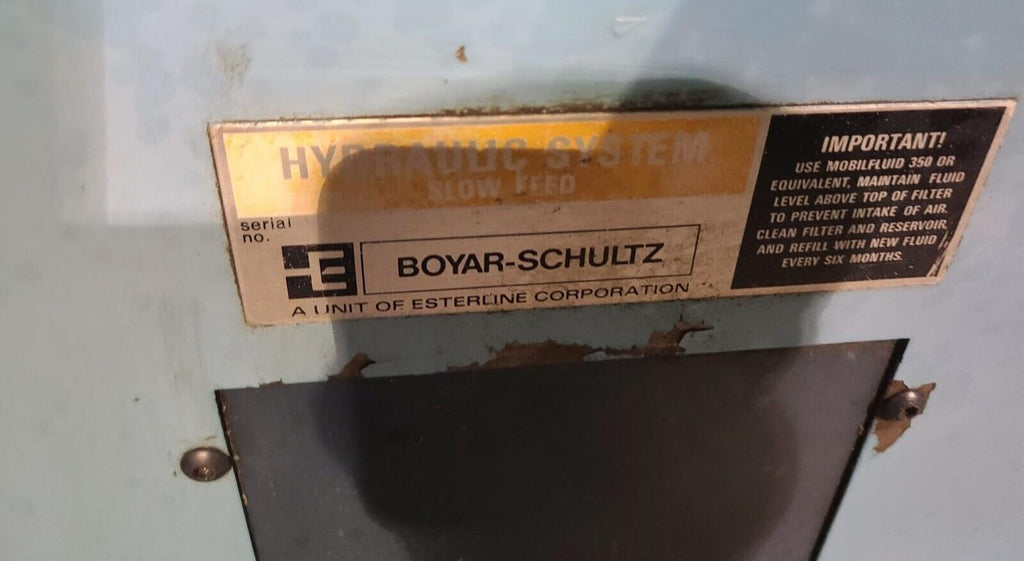 HYDRAULIC SYSTEM
SLOW FEED
serial
no.
E
BOYAR-SCHULTZ
A UNIT OF ESTERLINE CORPORATION
IMPORTANT!
USE MOBILFLUID 350 OR
EQUIVALENT, MAINTAIN FLUID
LEVEL ABOVE TOP OF FILTER
TO PREVENT INTAKE OF AIR.
CLEAN FILTER AND RESERVOIR,
AND REFILL WITH NEW FLUID
EVERY SIX MONTHS.